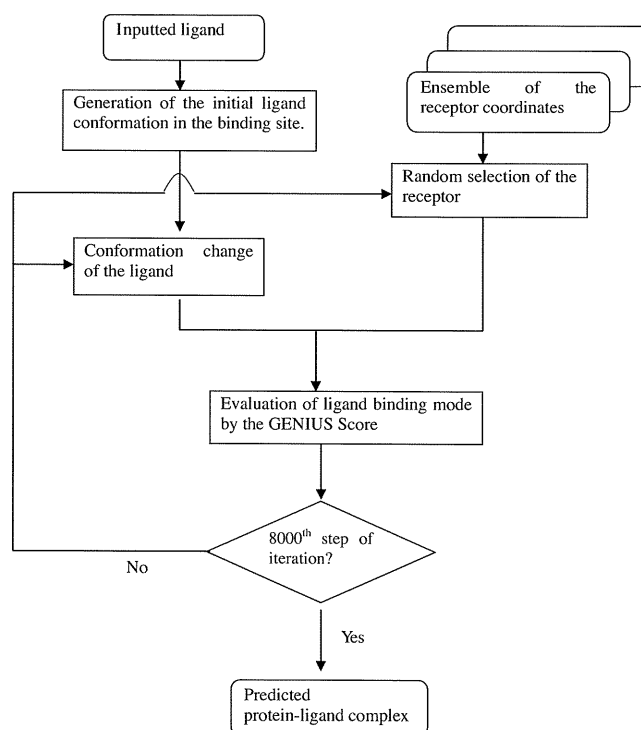 Inputted ligand
Generation of the initial ligand
conformation in the binding site.
Ensemble of the
receptor coordinates
Random selection of the
receptor
Conformation change
of the ligand
Evaluation of ligand binding mode
by the GENIUS Score
8000th step of
iteration?
No
Yes
Predicted
protein-ligand complex